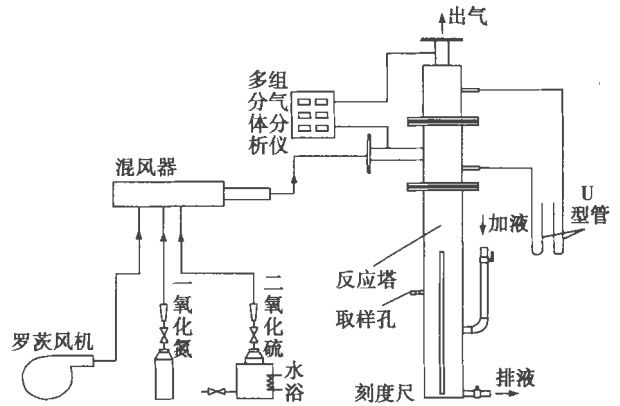 出气
多组
分气
体分
析仪
混风器
U
型管
加液
反应塔
取样孔
一氧化氮
二氧化硫
罗茨风机
水浴
刻度尺
排液